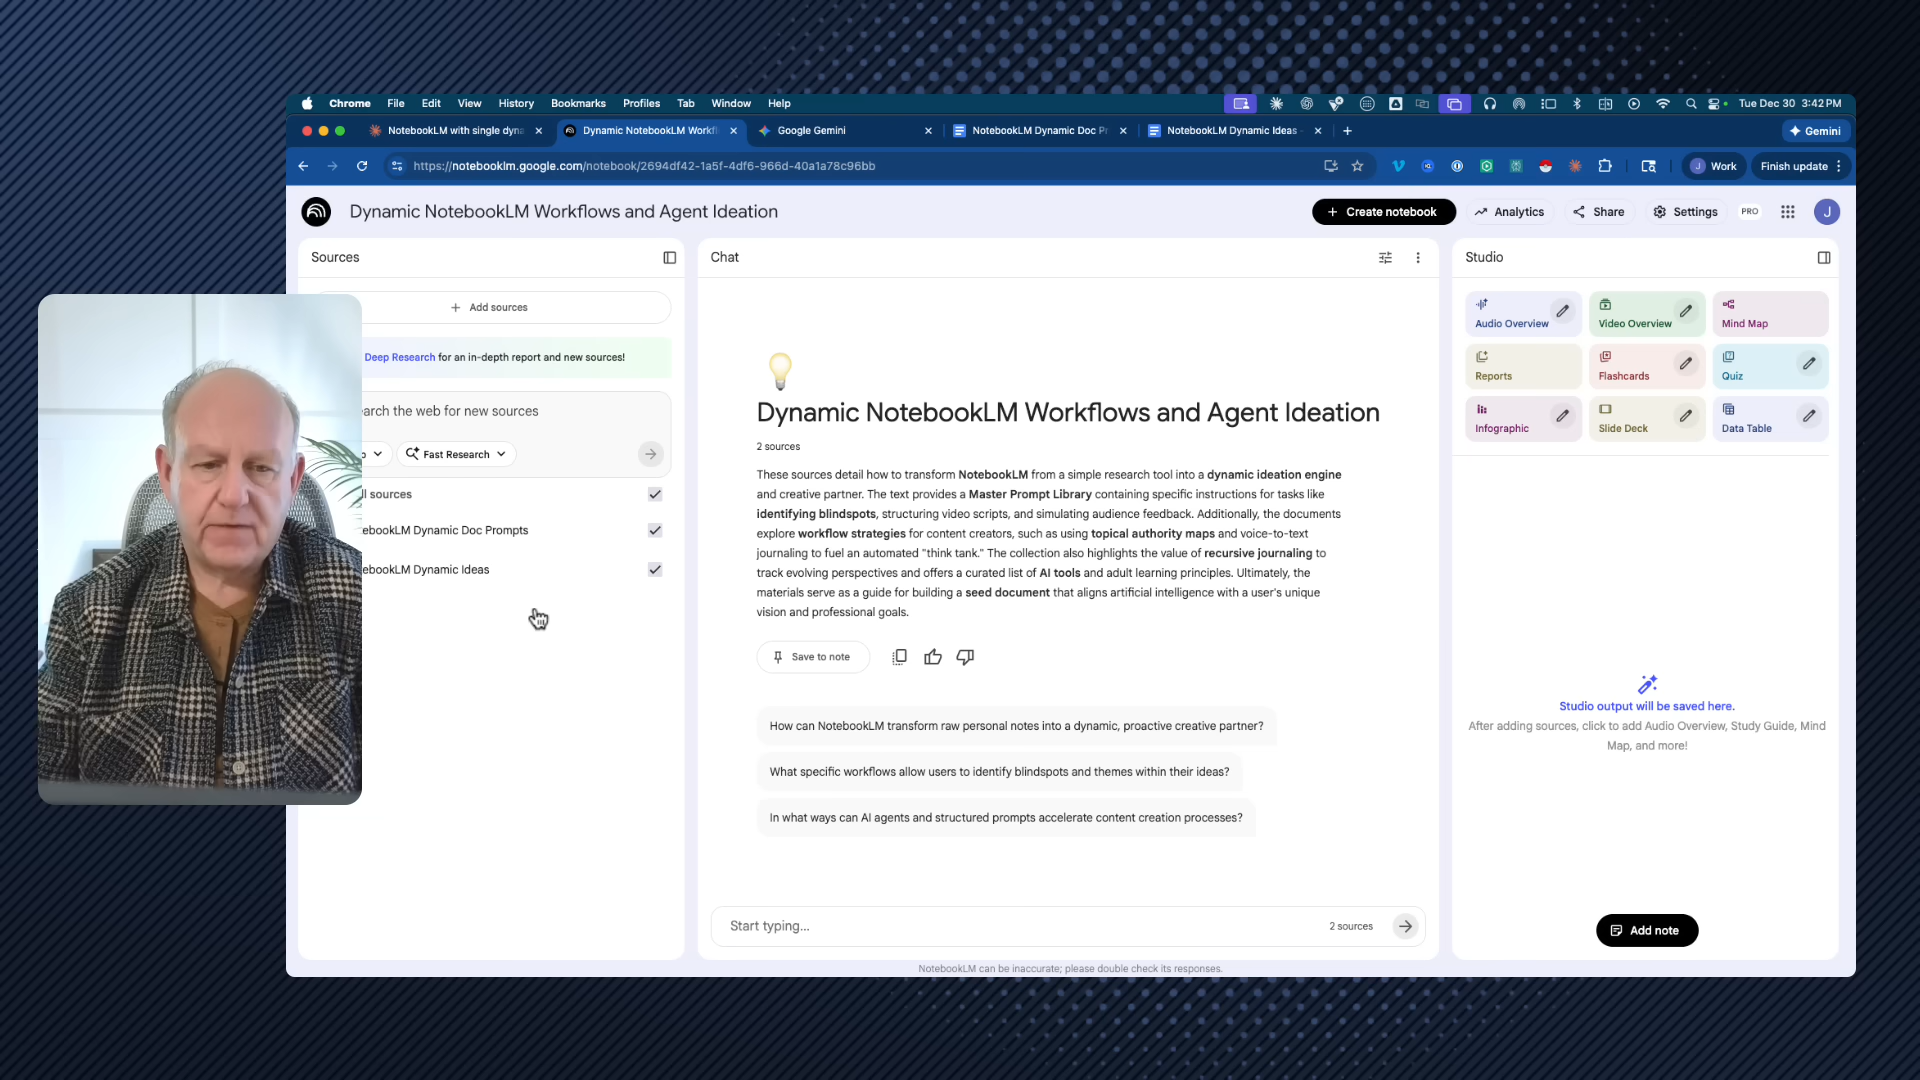 Chrome File Edit View History Bookmarks Profiles Tab Window Help
Tue Dec 30 3:42 PM
NotebookLM with single dyna
Dynamic NotebookLM Workfl
Google Gemini
NotebookLM Dynamic Doc Pr
NotebookLM Dynamic Ideas
Gemini
https://notebooklm.google.com/notebook/2694df42-1a5f-4df6-966d-40a1a78c96bb
J Work
Finish update
Dynamic NotebookLM Workflows and Agent Ideation
Create notebook
Analytics
Share
Settings
PRO
J
Sources
Add sources
Deep Research for an in-depth report and new sources!
earch the web for new sources
Fast Research
sources
ebookLM Dynamic Doc Prompts
ebookLM Dynamic Ideas
Chat
Dynamic NotebookLM Workflows and Agent Ideation
2 sources
These sources detail how to transform NotebookLM from a simple research tool into a dynamic ideation engine
and creative partner. The text provides a Master Prompt Library containing specific instructions for tasks like
identifying blindspots, structuring video scripts, and simulating audience feedback. Additionally, the documents
explore workflow strategies for content creators, such as using topical authority maps and voice-to-text
journaling to fuel an automated "think tank." The collection also highlights the value of recursive journaling to
track evolving perspectives and offers a curated list of AI tools and adult learning principles. Ultimately, the
materials serve as a guide for building a seed document that aligns artificial intelligence with a user's unique
vision and professional goals.
Save to note
How can NotebookLM transform raw personal notes into a dynamic, proactive creative partner?
What specific workflows allow users to identify blindspots and themes within their ideas?
In what ways can AI agents and structured prompts accelerate content creation processes?
Start typing...
2 sources
NotebookLM can be inaccurate; please double check its responses.
Studio
Audio Overview
Video Overview
Mind Map
Reports
Flashcards
Quiz
Infographic
Slide Deck
Data Table
Studio output will be saved here.
After adding sources, click to add Audio Overview, Study Guide, Mind
Map, and more!
Add note